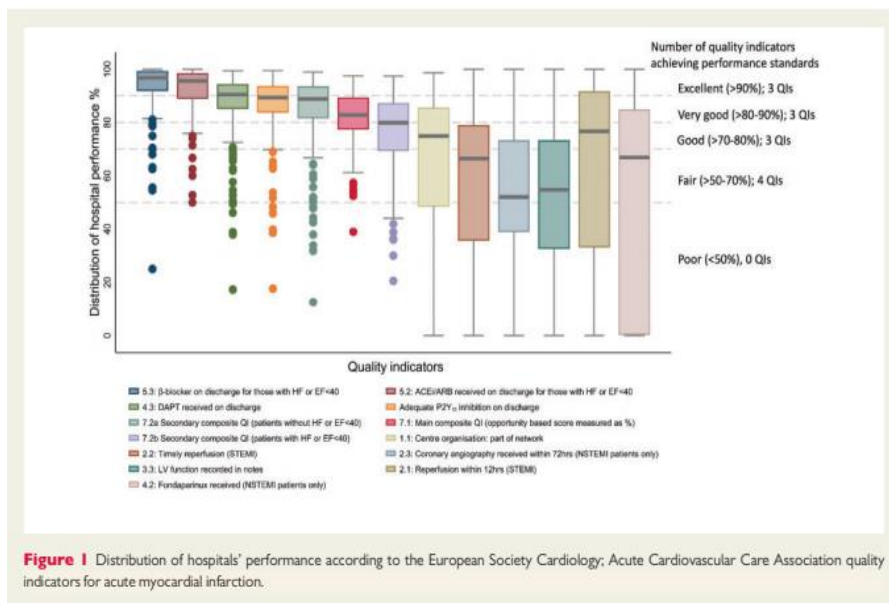 Number of quality indicators
achieving performance standards
Excellent (>90%); 3 QIs
Very good (>80-90%); 3 QIs
Good (>70-80%); 3 QIs
Fair (>50-70%); 4 QIs
Poor (<50%), 0 QIs
Distribution of hospital performance %
100
80
60
40
20
0
Quality indicators
5.3: β-blocker on discharge for those with HF or EF<40
5.2: ACEi/ARB received on discharge for those with HF or EF<40
4.3: DAPT received on discharge
Adequate P2Y₁₂ inhibition on discharge
7.2a Secondary composite QI (patients without HF or EF<40)
7.1: Main composite QI (opportunity based score measured as %)
7.2b Secondary composite QI (patients with HF or EF<40)
1.1: Centre organisation: part of network
2.2: Timely reperfusion (STEMI)
2.3: Coronary angiography received within 72hrs (NSTEMI patients only)
3.3: LV function recorded in notes
2.1: Reperfusion within 12hrs (STEMI)
4.2: Fondaparinux received (NSTEMI patients only)
Figure 1 Distribution of hospitals' performance according to the European Society Cardiology; Acute Cardiovascular Care Association quality
indicators for acute myocardial infarction.